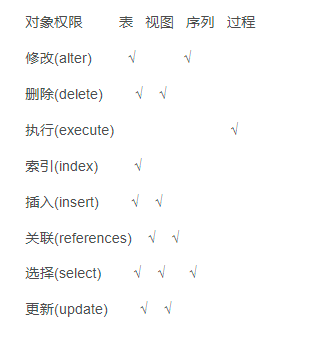 对象权限 表 视图 序列 过程
修改(alter) √ √
删除(delete) √ √
执行(execute) √
索引(index) √
插入(insert) √ √
关联(references) √ √
选择(select) √ √ √
更新(update) √ √